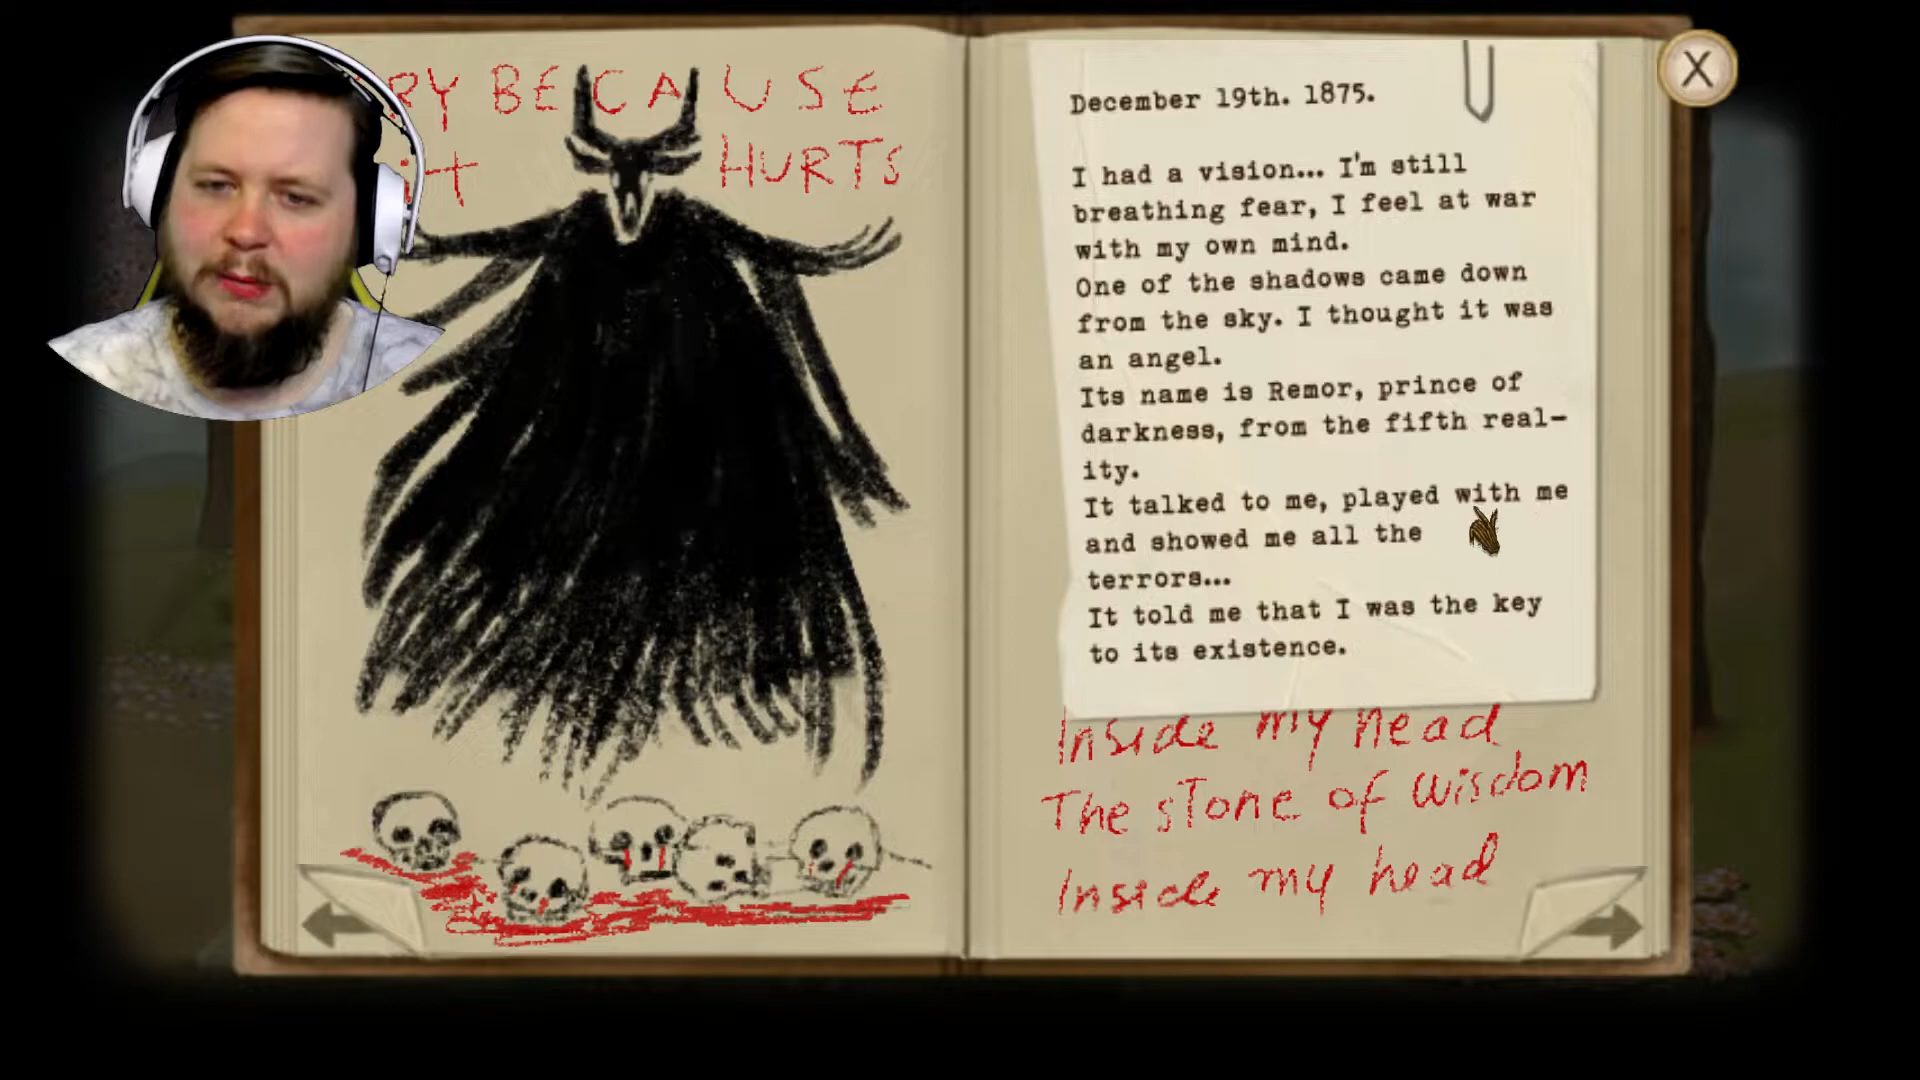 RY BECAUSE
it HURTS
December 19th. 1875.
I had a vision... I'm still
breathing fear, I feel at war
with my own mind.
One of the shadows came down
from the sky. I thought it was
an angel.
Its name is Remor, prince of
darkness, from the fifth real-
ity.
It talked to me, played with me
and showed me all the
terrors...
It told me that I was the key
to its existence.
Inside my head
The stone of wisdom
Inside my head
X